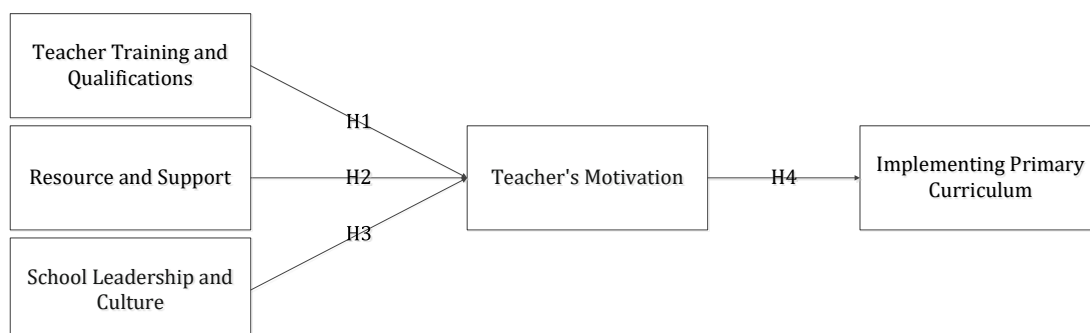 Teacher Training and
Qualifications
H1
Resource and Support
H2
Teacher's Motivation
H4
Implementing Primary
Curriculum
H3
School Leadership and
Culture